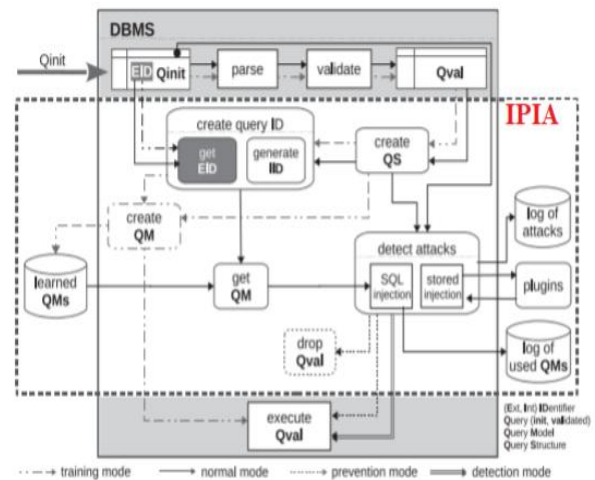 DBMS
Qinit
EID Qinit
parse
validate
Qval
IPIA
create query ID
get
EID
generate
IID
create
QS
create
QM
log of
attacks
detect attacks
learned
QMs
get
QM
SQL
injection
stored
injection
plugins
drop
Qval
log of
used QMs
execute
Qval
(Ext, Int) IDentifier
Query (init, validated)
Query Model
Query Structure
training mode
normal mode
prevention mode
detection mode